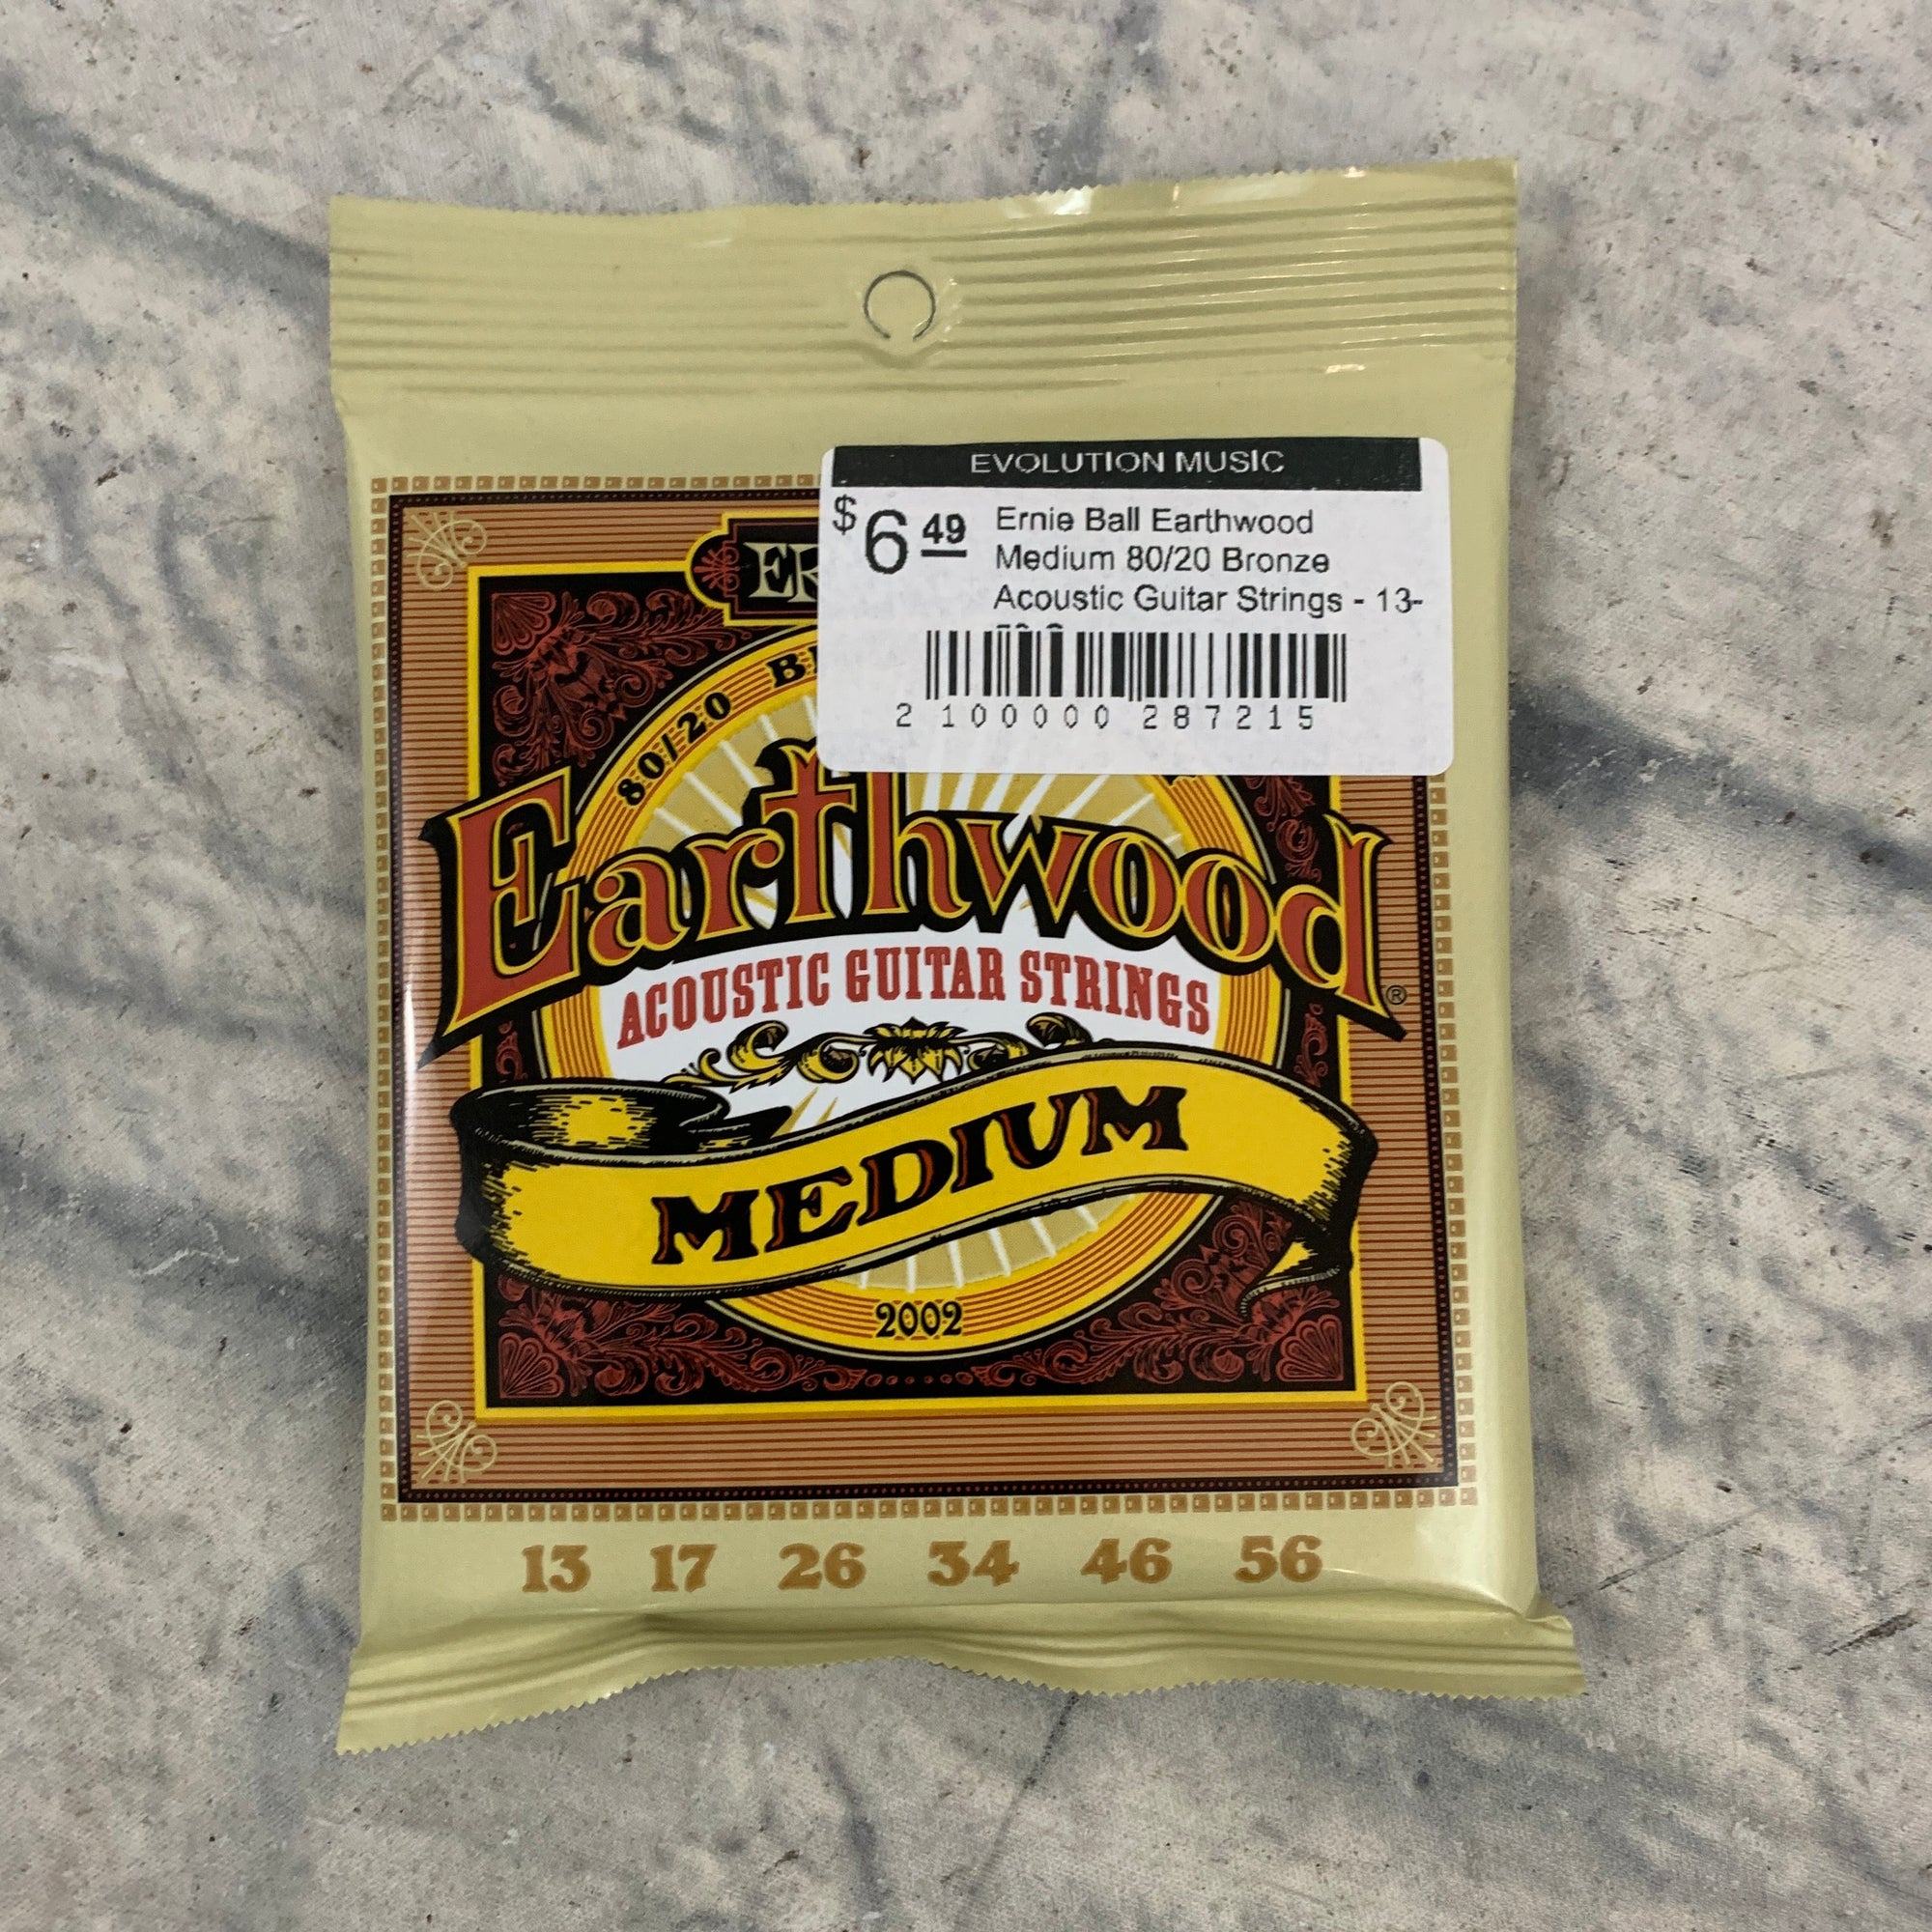 EVOLUTION MUSIC
$6 49
Ernie Ball Earthwood
Medium 80/20 Bronze
Acoustic Guitar Strings - 13-
2 100000 287215
80/20
Earthwood®
ACOUSTIC GUITAR STRINGS
MEDIUM
2002
13 17 26 34 46 56